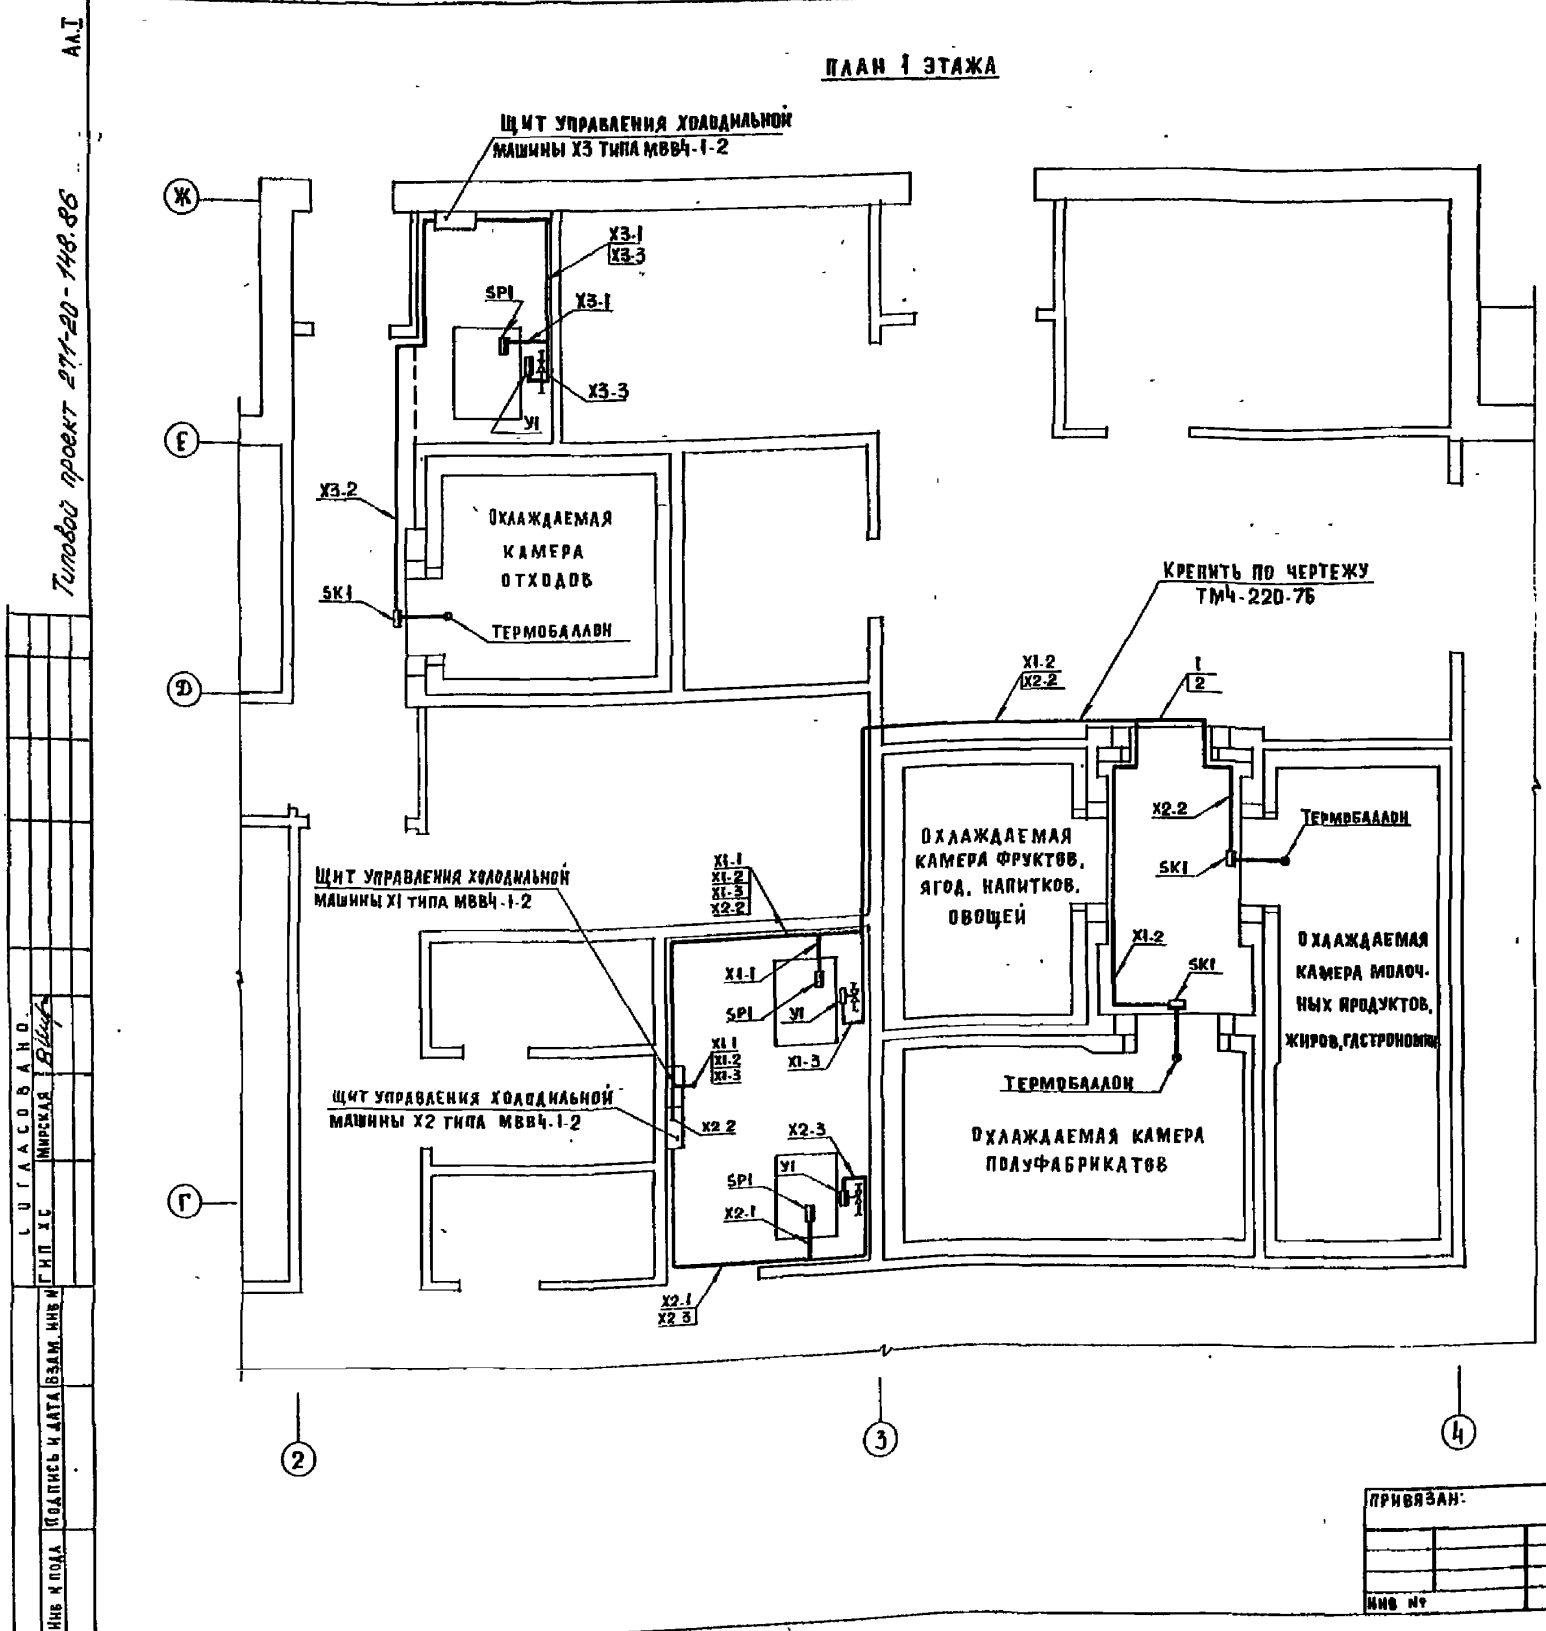 Ал.I
Типовой проект 271-20-148.86
ПЛАН 1 ЭТАЖА
ЩИТ УПРАВЛЕНИЯ ХОЛОДИЛЬНОЙ
МАШИНЫ Х3 ТИПА МВВ4-1-2
Ж
Х3-1
Х3-3
SP1
Х3-1
Х3-3
У1
Е
Х3-2
ОХЛАЖДАЕМАЯ
КАМЕРА
ОТХОДОВ
SK1
ТЕРМОБАЛЛОН
КРЕПИТЬ ПО ЧЕРТЕЖУ
ТМ4-220-76
Д
Х1-2
Х2-2
1
2
Х2-2
ТЕРМОБАЛЛОН
SK1
ОХЛАЖДАЕМАЯ
КАМЕРА ФРУКТОВ,
ЯГОД, НАПИТКОВ,
ОВОЩЕЙ
Х1-1
Х1-2
Х1-3
Х2-2
ЩИТ УПРАВЛЕНИЯ ХОЛОДИЛЬНОЙ
МАШИНЫ Х1 ТИПА МВВ4-1-2
Х1-2
SK1
ОХЛАЖДАЕМАЯ
КАМЕРА МОЛОЧ-
НЫХ ПРОДУКТОВ,
ЖИРОВ, ГАСТРОНОМИИ
Х1-1
SP1
У1
Х1-3
Х1 1
Х1-2
Х1-3
ЩИТ УПРАВЛЕНИЯ ХОЛОДИЛЬНОЙ
МАШИНЫ Х2 ТИПА МВВ4-1-2
Х2 2
ТЕРМОБАЛЛОН
ОХЛАЖДАЕМАЯ КАМЕРА
ПОЛУФАБРИКАТОВ
Х2-3
У1
SP1
Х2-1
Г
Х2-1
Х2 3
2
3
4
СОГЛАСОВАНО
ГИП ХС
МИРСКАЯ
ВЗАМ. ИНВ №
ПОДПИСЬ И ДАТА
ИНВ № ПОДЛ
ПРИВЯЗАН:
ИНВ №